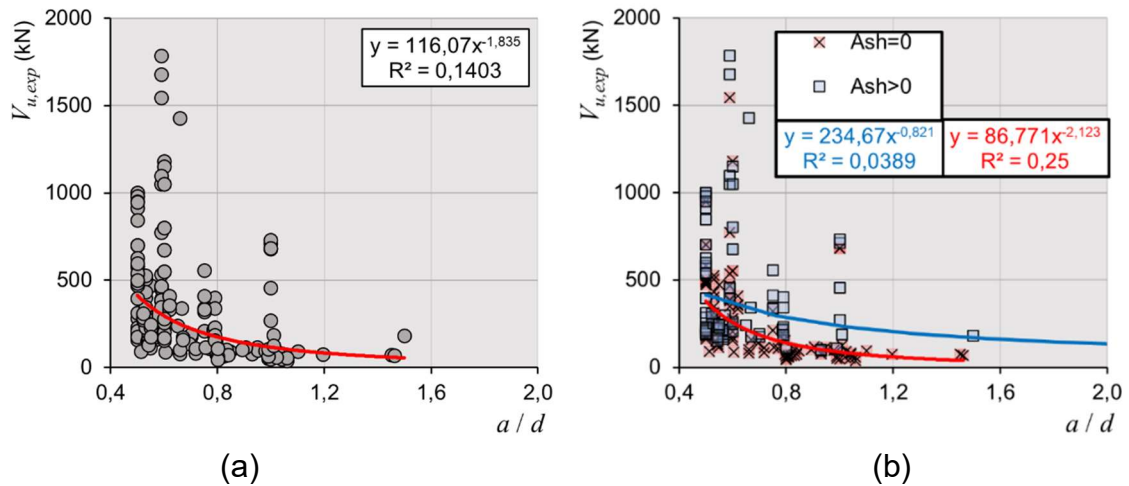 2000
1500
1000
500
0
V_{u,exp} (kN)
y = 116,07x^{-1,835}
R² = 0,1403
0,4 0,8 1,2 1,6 2,0
a / d
(a)
2000
1500
1000
500
0
V_{u,exp} (kN)
Ash=0
Ash>0
y = 234,67x^{-0,821}
R² = 0,0389
y = 86,771x^{-2,123}
R² = 0,25
0,4 0,8 1,2 1,6 2,0
a / d
(b)